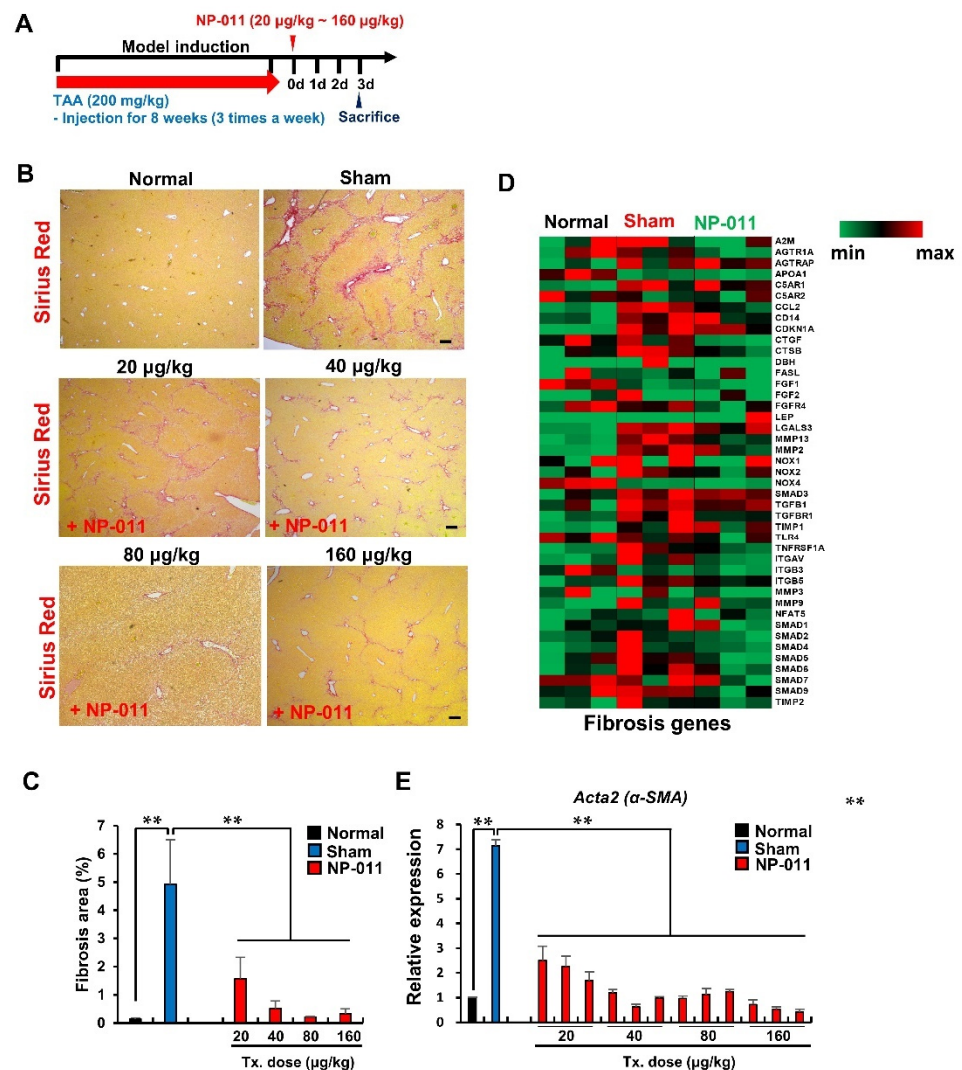 A
NP-011 (20 µg/kg ~ 160 µg/kg)
Model induction
0d 1d 2d 3d
TAA (200 mg/kg)
- Injection for 8 weeks (3 times a week)
Sacrifice
B
Normal Sham
Sirius Red
20 µg/kg 40 µg/kg
Sirius Red
+ NP-011 + NP-011
80 µg/kg 160 µg/kg
Sirius Red
+ NP-011 + NP-011
D
Normal Sham NP-011
min max
A2M
AGTR1A
AGTRAP
APOA1
C5AR1
C5AR2
CCL2
CD14
CDKN1A
CTGF
CTSB
DBH
FASL
FGF1
FGF2
FGFR4
LEP
LGALS3
MMP13
MMP2
NOX1
NOX2
NOX4
SMAD3
TGFB1
TGFBR1
TIMP1
TLR4
TNFRSF1A
ITGAV
ITGB3
ITGB5
MMP3
MMP9
NFAT5
SMAD1
SMAD2
SMAD4
SMAD5
SMAD6
SMAD7
SMAD9
TIMP2
Fibrosis genes
C
** **
Normal
Sham
NP-011
Fibrosis area (%)
7
6
5
4
3
2
1
0
20 40 80 160
Tx. dose (µg/kg)
E
Acta2 (α-SMA)
**
** **
Normal
Sham
NP-011
Relative expression
8
7
6
5
4
3
2
1
0
20 40 80 160
Tx. dose (µg/kg)